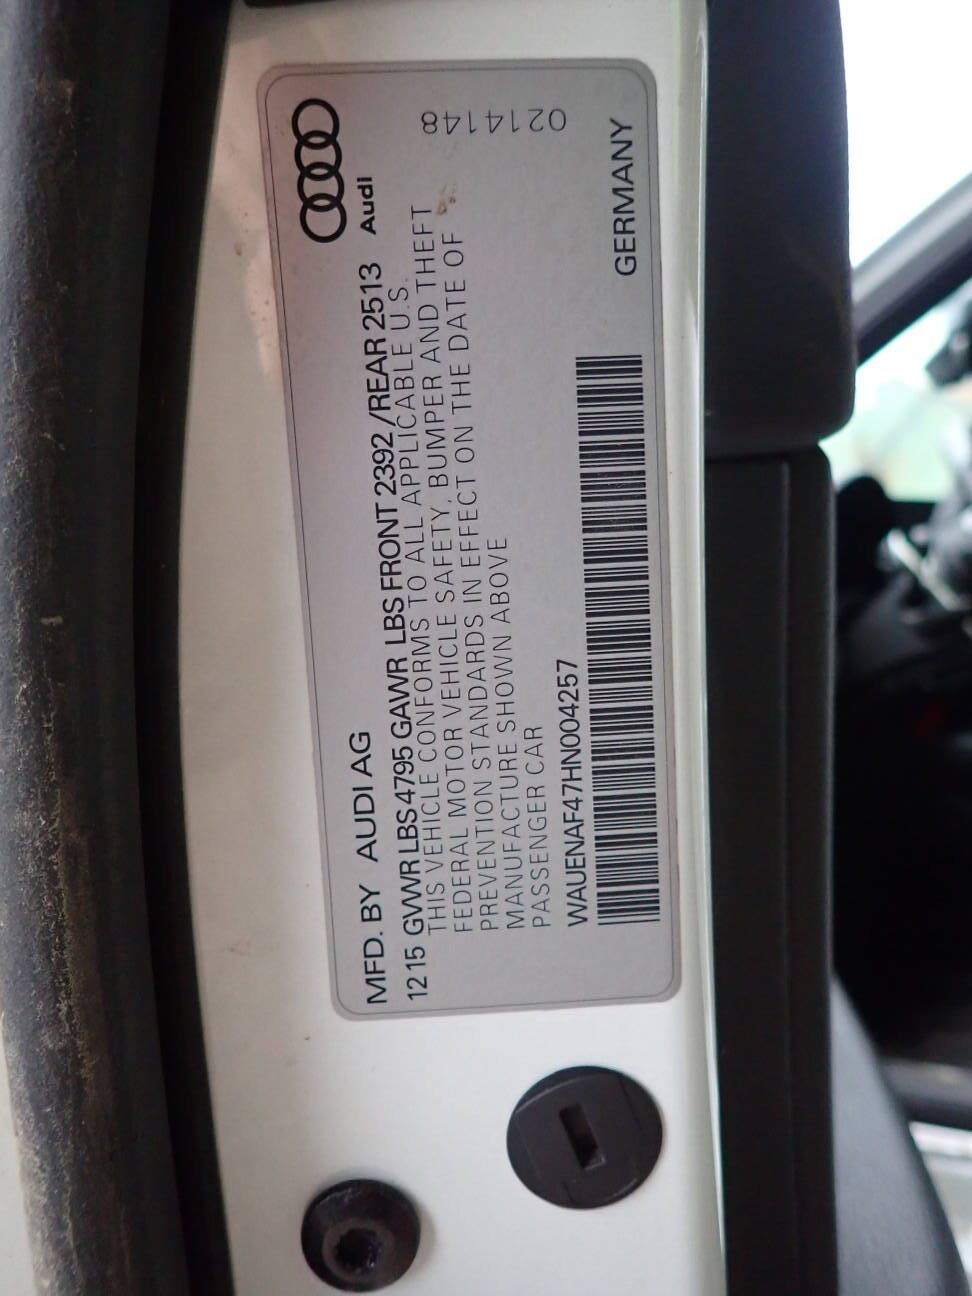 Audi
MFD. BY AUDI AG
12 15 GVWR LBS 4795 GAWR LBS FRONT 2392 /REAR 2513
THIS VEHICLE CONFORMS TO ALL APPLICABLE U.S.
FEDERAL MOTOR VEHICLE SAFETY, BUMPER AND THEFT
PREVENTION STANDARDS IN EFFECT ON THE DATE OF
MANUFACTURE SHOWN ABOVE
PASSENGER CAR
021418
WAUENAF47HN004257
GERMANY